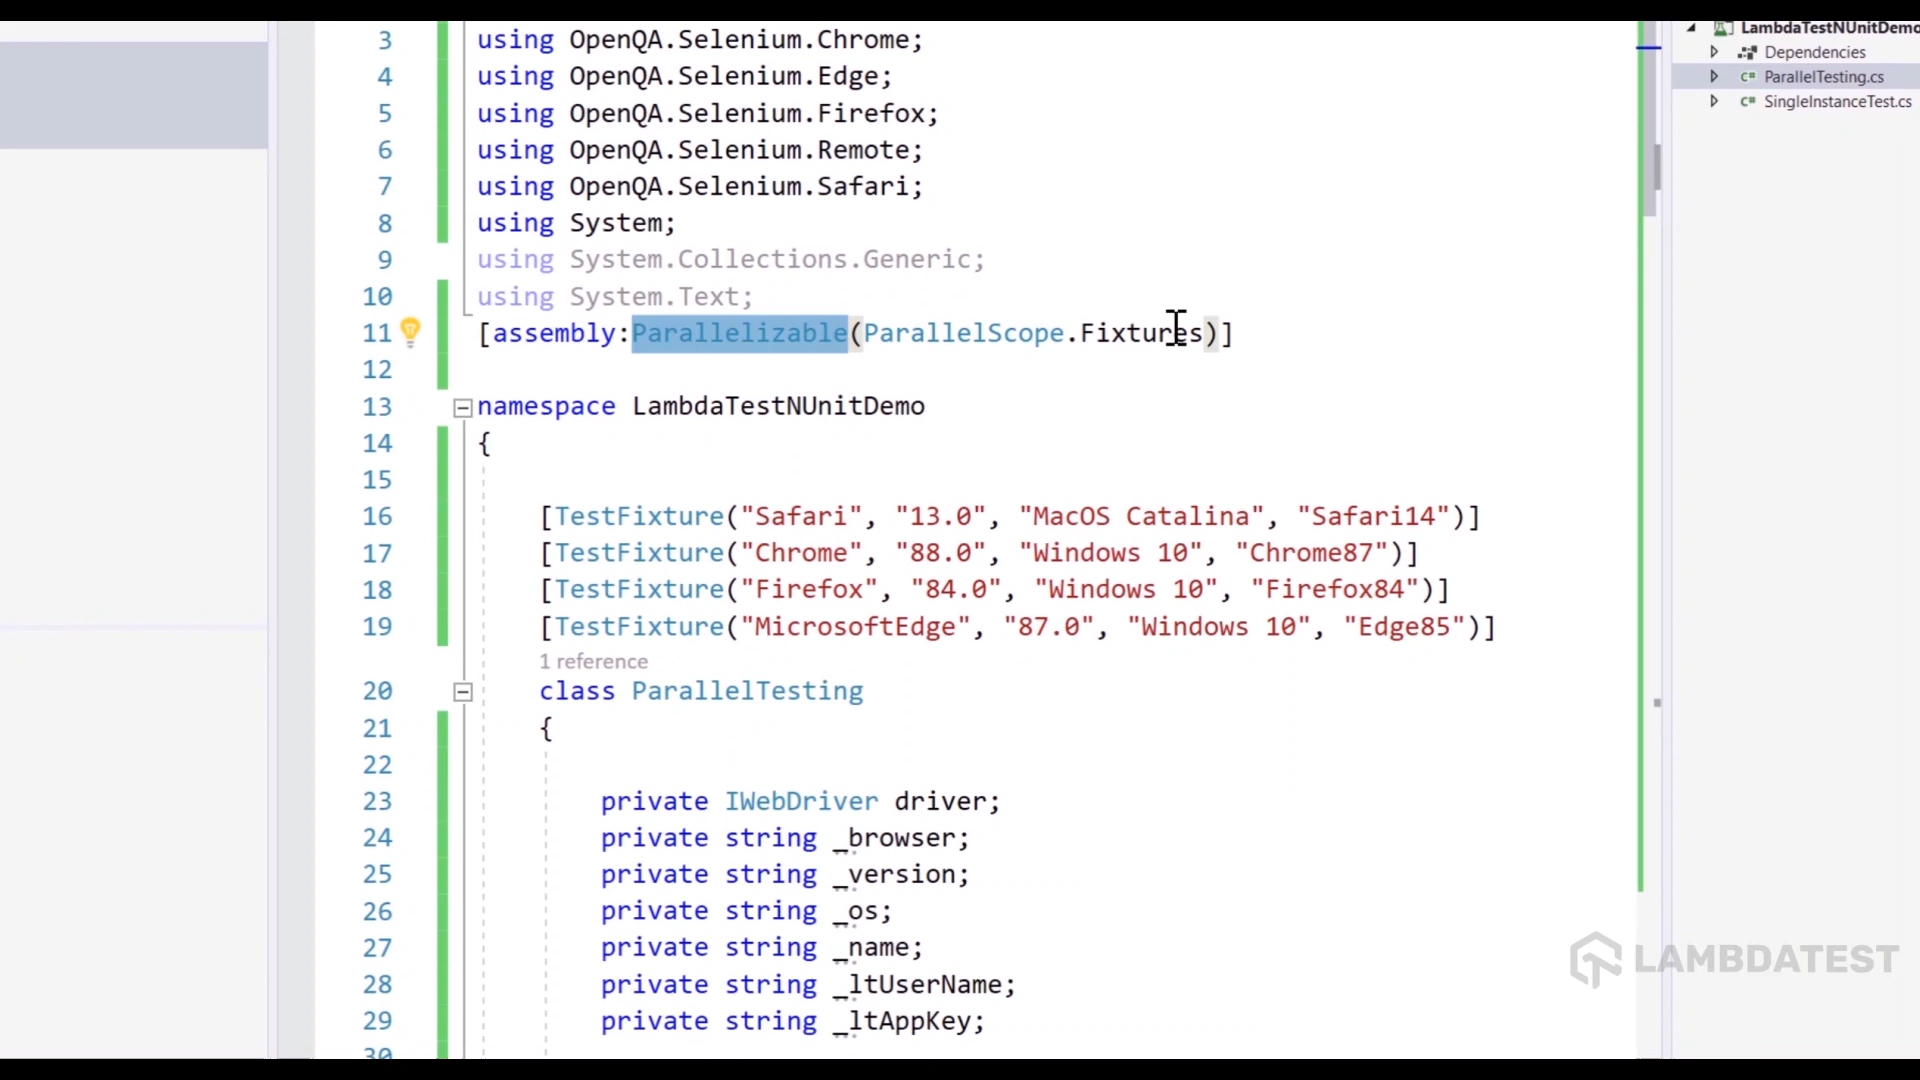 3 using OpenQA.Selenium.Chrome;
4 using OpenQA.Selenium.Edge;
5 using OpenQA.Selenium.Firefox;
6 using OpenQA.Selenium.Remote;
7 using OpenQA.Selenium.Safari;
8 using System;
9 using System.Collections.Generic;
10 using System.Text;
11 [assembly:Parallelizable(ParallelScope.Fixtures)]
12
13 namespace LambdaTestNUnitDemo
14 {
15
16 [TestFixture("Safari", "13.0", "MacOS Catalina", "Safari14")]
17 [TestFixture("Chrome", "88.0", "Windows 10", "Chrome87")]
18 [TestFixture("Firefox", "84.0", "Windows 10", "Firefox84")]
19 [TestFixture("MicrosoftEdge", "87.0", "Windows 10", "Edge85")]
1 reference
20 class ParallelTesting
21 {
22
23 private IWebDriver driver;
24 private string _browser;
25 private string _version;
26 private string _os;
27 private string _name;
28 private string _ltUserName;
29 private string _ltAppKey;
30
LambdaTestNUnitDemo
Dependencies
C# ParallelTesting.cs
C# SingleInstanceTest.cs
LAMBDATEST